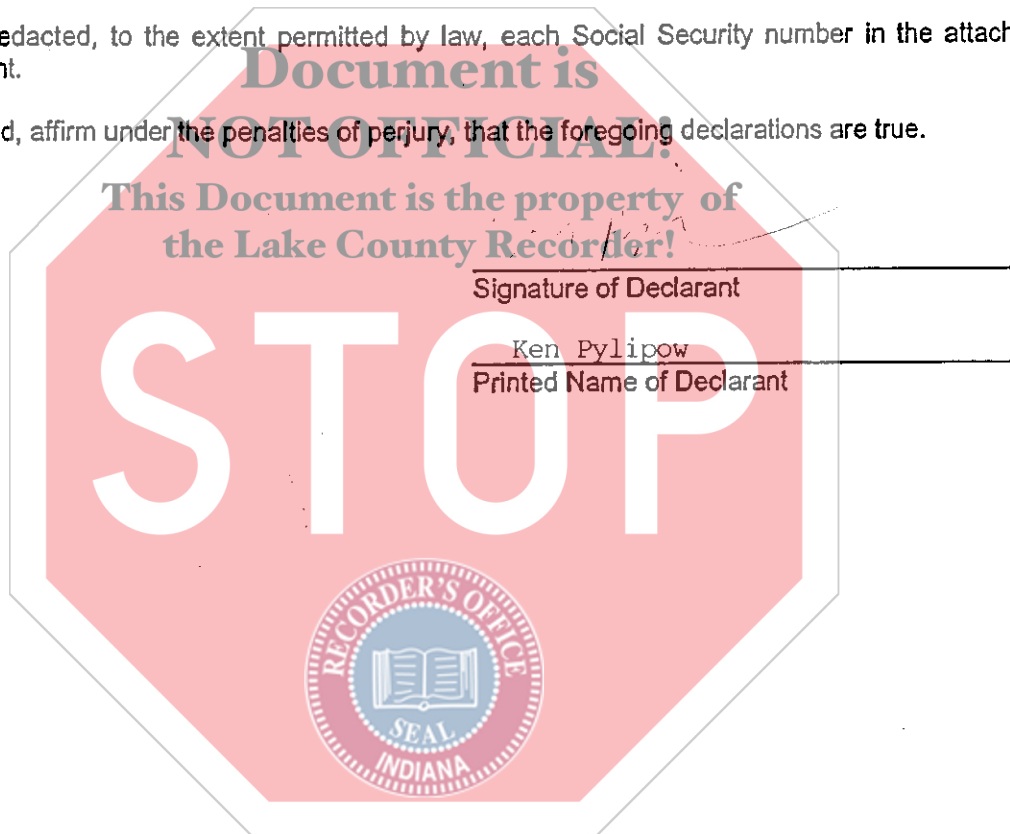 edacted, to the extent permitted by law, each Social Security number in the attach
nt.
Document is
d, affirm under the penalties of perjury, that the foregoing declarations are true.
NOT OFFICIAL!
This Document is the property of
the Lake County Recorder!
Signature of Declarant
Ken Pylipow
Printed Name of Declarant
STOP
RECORDER'S OFFICE
SEAL
INDIANA